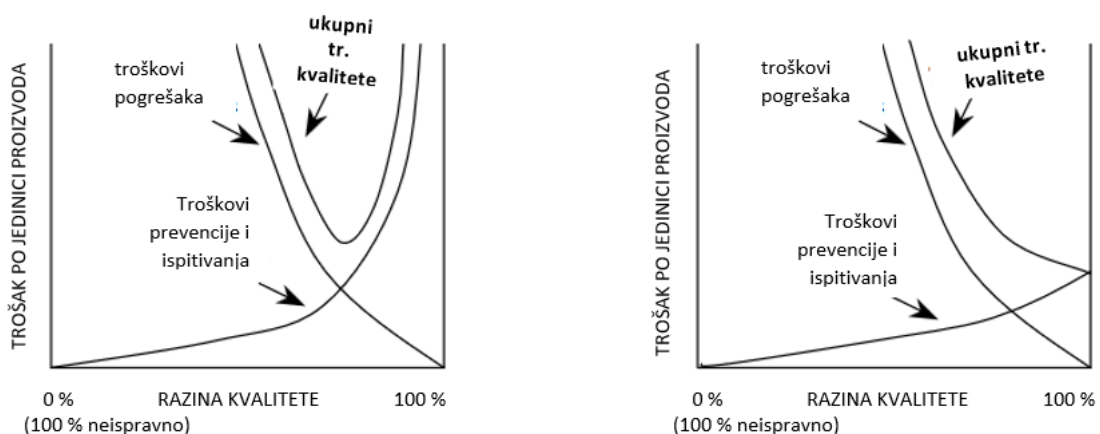 ukupni
tr.
kvalitete
troškovi
pogrešaka
Troškovi
prevencije i
ispitivanja
TROŠAK PO JEDINICI PROIZVODA
0 %
RAZINA KVALITETE
100 %
(100 % neispravno)
ukupni tr.
kvalitete
troškovi
pogrešaka
Troškovi
prevencije i
ispitivanja
TROŠAK PO JEDINICI PROIZVODA
0 %
RAZINA KVALITETE
100 %
(100 % neispravno)